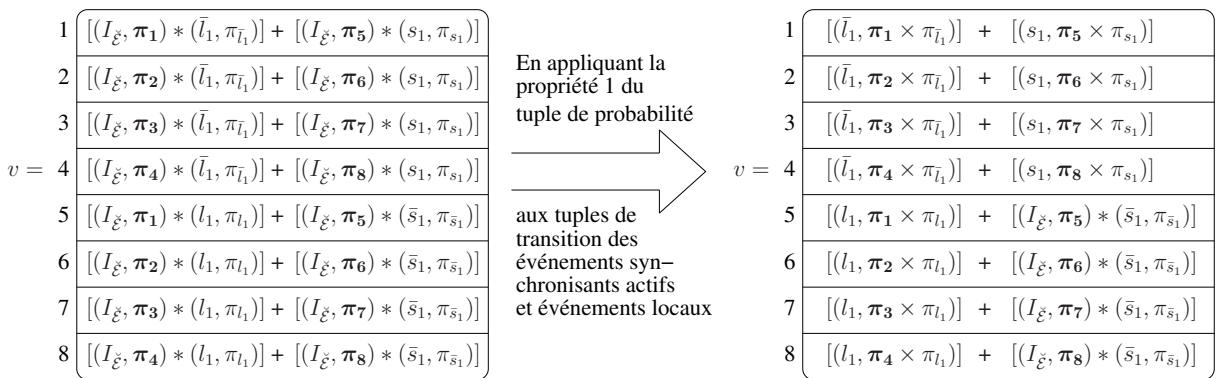 1 [(I_ℰ̆, π₁) ∗ (l̄₁, π_l̄₁)] + [(I_ℰ̆, π₅) ∗ (s₁, π_s₁)]
2 [(I_ℰ̆, π₂) ∗ (l̄₁, π_l̄₁)] + [(I_ℰ̆, π₆) ∗ (s₁, π_s₁)]
3 [(I_ℰ̆, π₃) ∗ (l̄₁, π_l̄₁)] + [(I_ℰ̆, π₇) ∗ (s₁, π_s₁)]
v = 4 [(I_ℰ̆, π₄) ∗ (l̄₁, π_l̄₁)] + [(I_ℰ̆, π₈) ∗ (s₁, π_s₁)]
5 [(I_ℰ̆, π₁) ∗ (l₁, π_l₁)] + [(I_ℰ̆, π₅) ∗ (s̄₁, π_s̄₁)]
6 [(I_ℰ̆, π₂) ∗ (l₁, π_l₁)] + [(I_ℰ̆, π₆) ∗ (s̄₁, π_s̄₁)]
7 [(I_ℰ̆, π₃) ∗ (l₁, π_l₁)] + [(I_ℰ̆, π₇) ∗ (s̄₁, π_s̄₁)]
8 [(I_ℰ̆, π₄) ∗ (l₁, π_l₁)] + [(I_ℰ̆, π₈) ∗ (s̄₁, π_s̄₁)]
En appliquant la
propriété 1 du
tuple de probabilité
aux tuples de
transition des
événements syn−
chronisants actifs
et événements locaux
1 [(l̄₁, π₁ × π_l̄₁)] + [(s₁, π₅ × π_s₁)]
2 [(l̄₁, π₂ × π_l̄₁)] + [(s₁, π₆ × π_s₁)]
3 [(l̄₁, π₃ × π_l̄₁)] + [(s₁, π₇ × π_s₁)]
v = 4 [(l̄₁, π₄ × π_l̄₁)] + [(s₁, π₈ × π_s₁)]
5 [(l₁, π₁ × π_l₁)] + [(I_ℰ̆, π₅) ∗ (s̄₁, π_s̄₁)]
6 [(l₁, π₂ × π_l₁)] + [(I_ℰ̆, π₆) ∗ (s̄₁, π_s̄₁)]
7 [(l₁, π₃ × π_l₁)] + [(I_ℰ̆, π₇) ∗ (s̄₁, π_s̄₁)]
8 [(l₁, π₄ × π_l₁)] + [(I_ℰ̆, π₈) ∗ (s̄₁, π_s̄₁)]